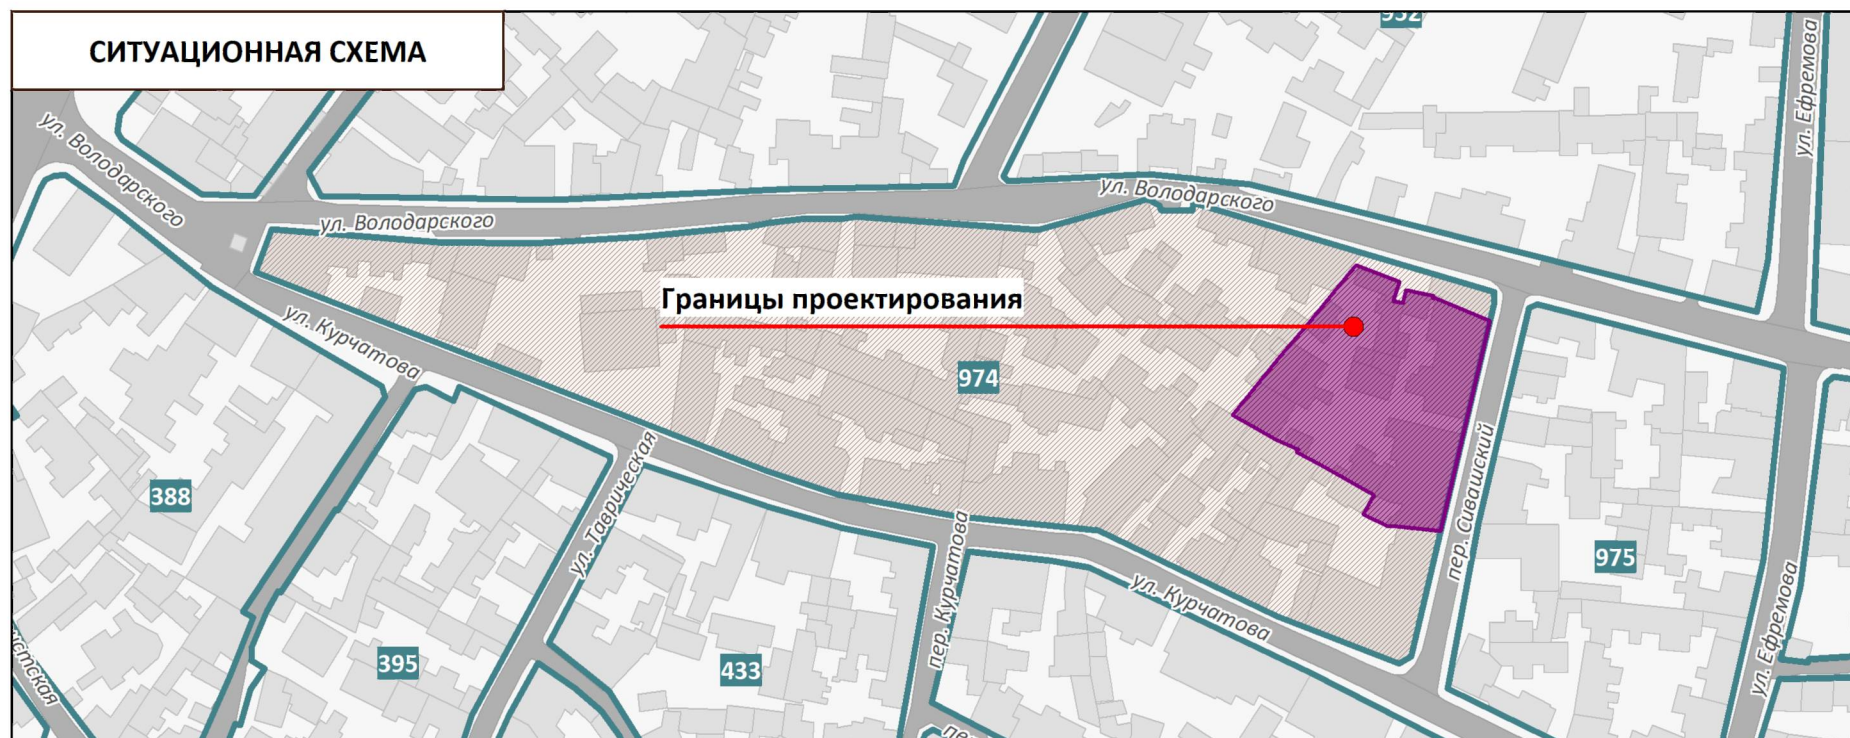 СИТУАЦИОННАЯ СХЕМА
ул. Ефремова
ул. Володарского
ул. Володарского
ул. Володарского
Границы проектирования
ул. Курчатова
974
388
ул. Таврическая
пер. Сивашский
975
395
433
пер. Курчатова
ул. Курчатова
ул. Ефремова